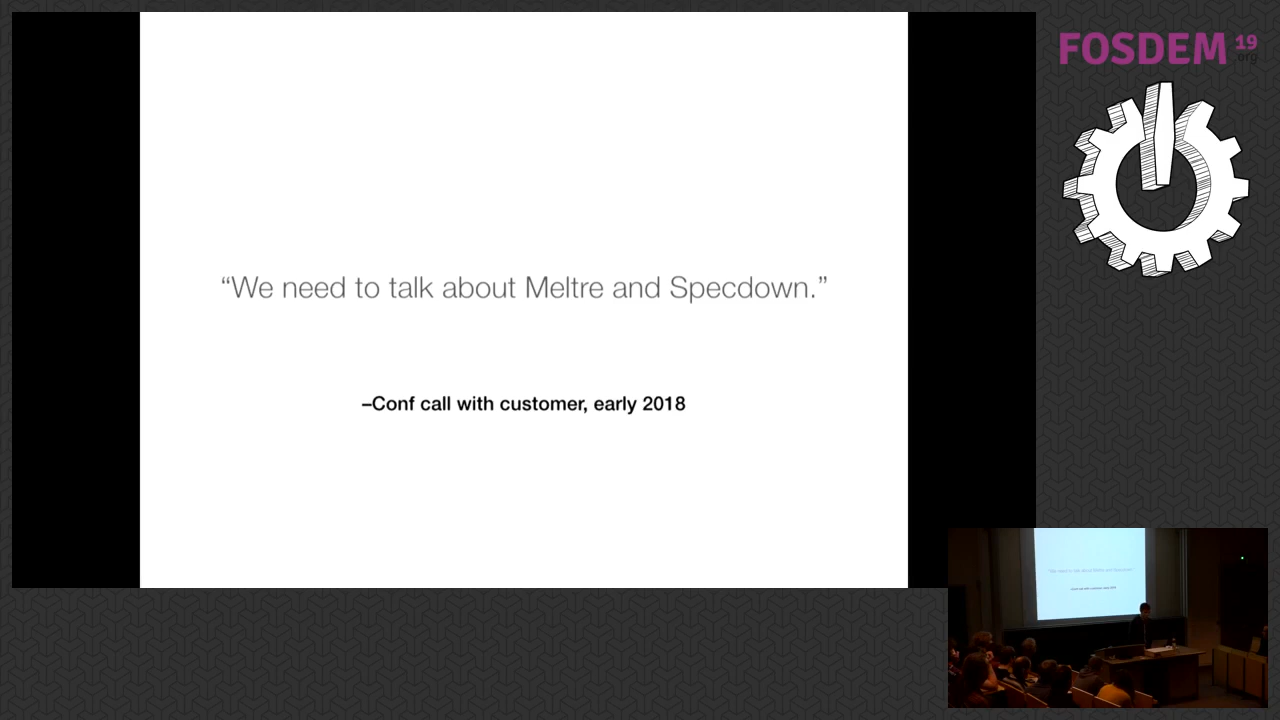 “We need to talk about Meltre and Specdown.”
–Conf call with customer, early 2018
FOSDEM 19
.org